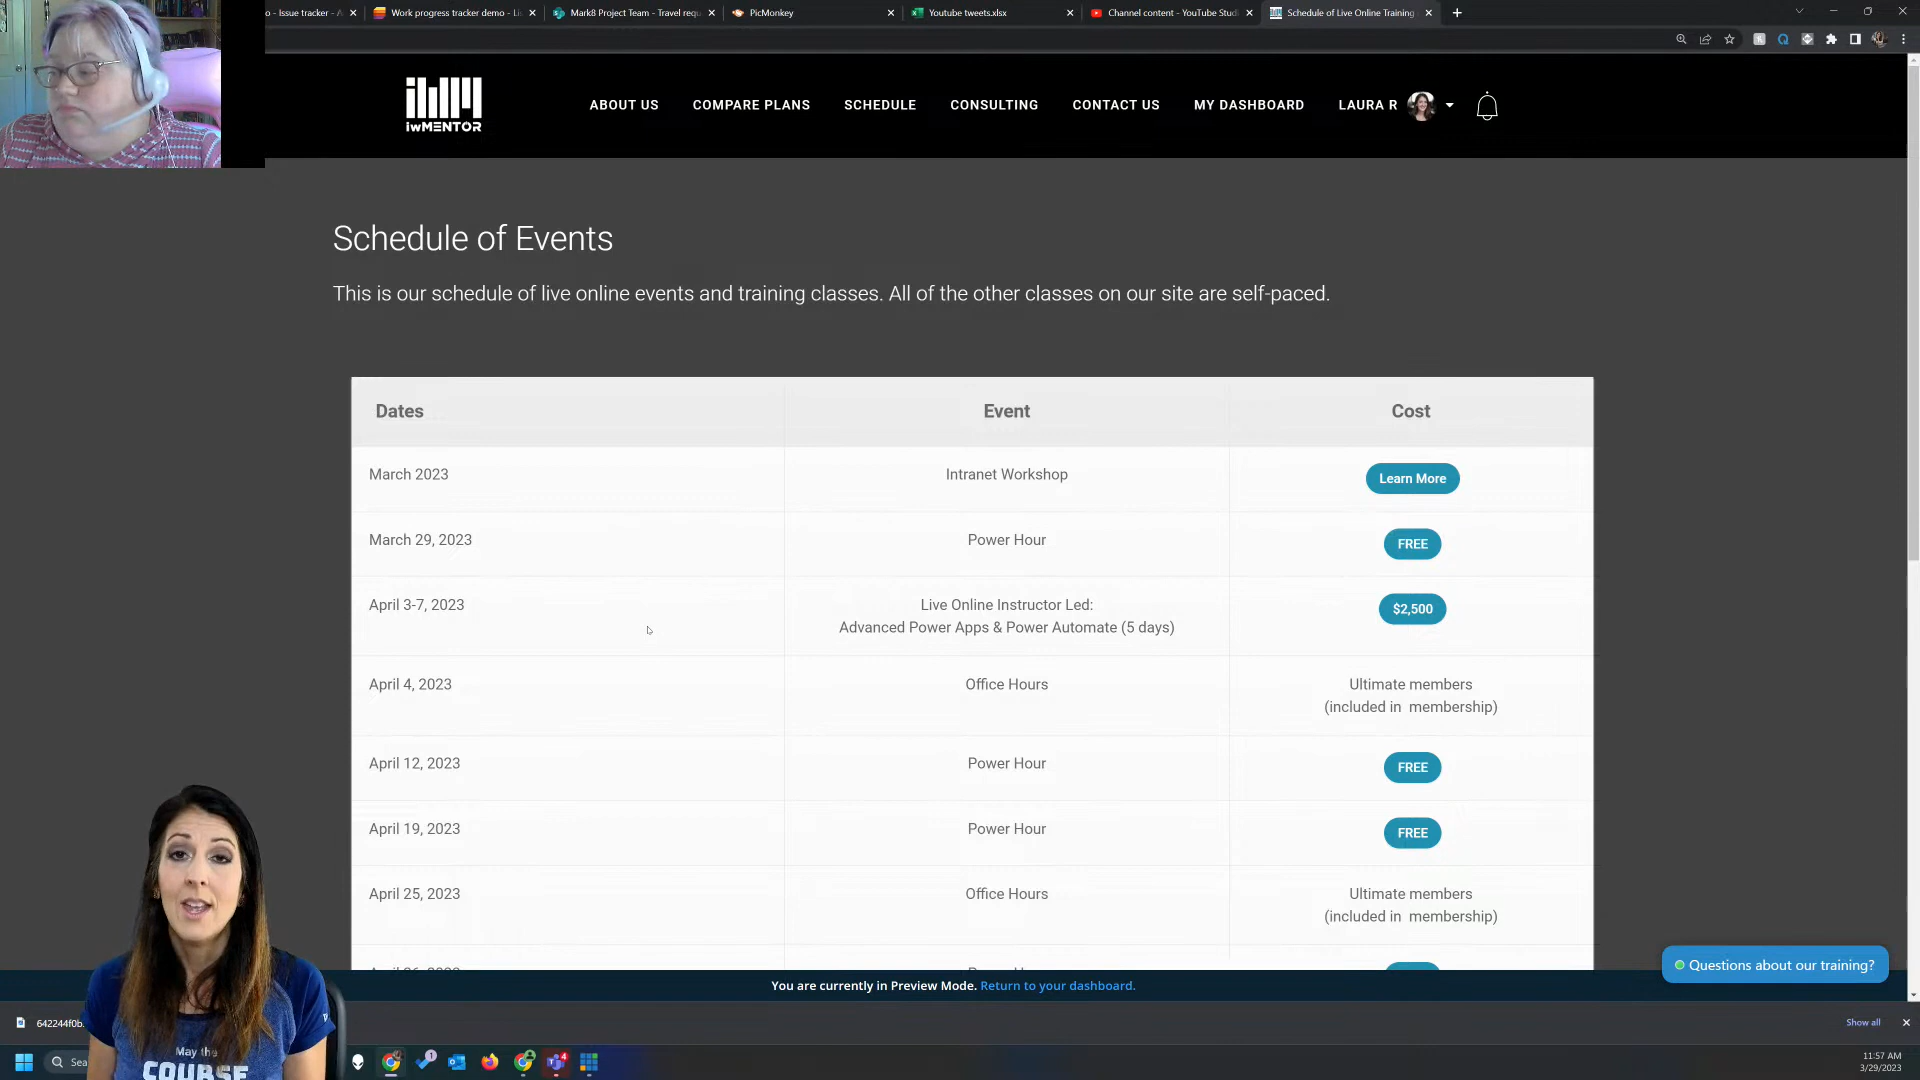 o - Issue tracker - A
Work progress tracker demo - Li
Mark8 Project Team - Travel requ
PicMonkey
Youtube tweets.xlsx
Channel content - YouTube Studi
Schedule of Live Online Training
iwMENTOR
ABOUT US
COMPARE PLANS
SCHEDULE
CONSULTING
CONTACT US
MY DASHBOARD
LAURA R
Schedule of Events
This is our schedule of live online events and training classes. All of the other classes on our site are self-paced.
Dates Event Cost
March 2023 Intranet Workshop Learn More
March 29, 2023 Power Hour FREE
April 3-7, 2023 Live Online Instructor Led: $2,500
Advanced Power Apps & Power Automate (5 days)
April 4, 2023 Office Hours Ultimate members
(included in membership)
April 12, 2023 Power Hour FREE
April 19, 2023 Power Hour FREE
April 25, 2023 Office Hours Ultimate members
(included in membership)
Questions about our training?
You are currently in Preview Mode. Return to your dashboard.
642244f0b
Show all
May the
COURSE
Sea
1
4
11:57 AM
3/29/2023